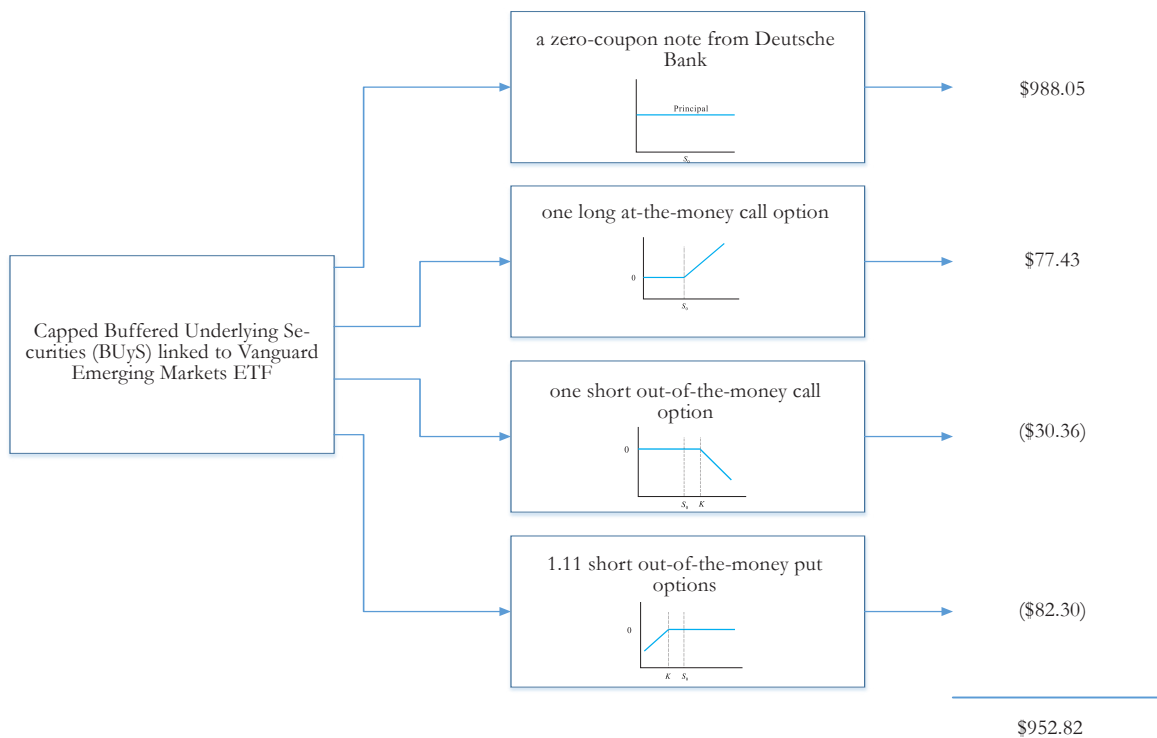 a zero-coupon note from Deutsche
Bank
Principal
S₀
$988.05
one long at-the-money call option
0
S₀
$77.43
Capped Buffered Underlying Se-
curities (BUyS) linked to Vanguard
Emerging Markets ETF
one short out-of-the-money call
option
0
S₀ K
($30.36)
1.11 short out-of-the-money put
options
0
K S₀
($82.30)
$952.82